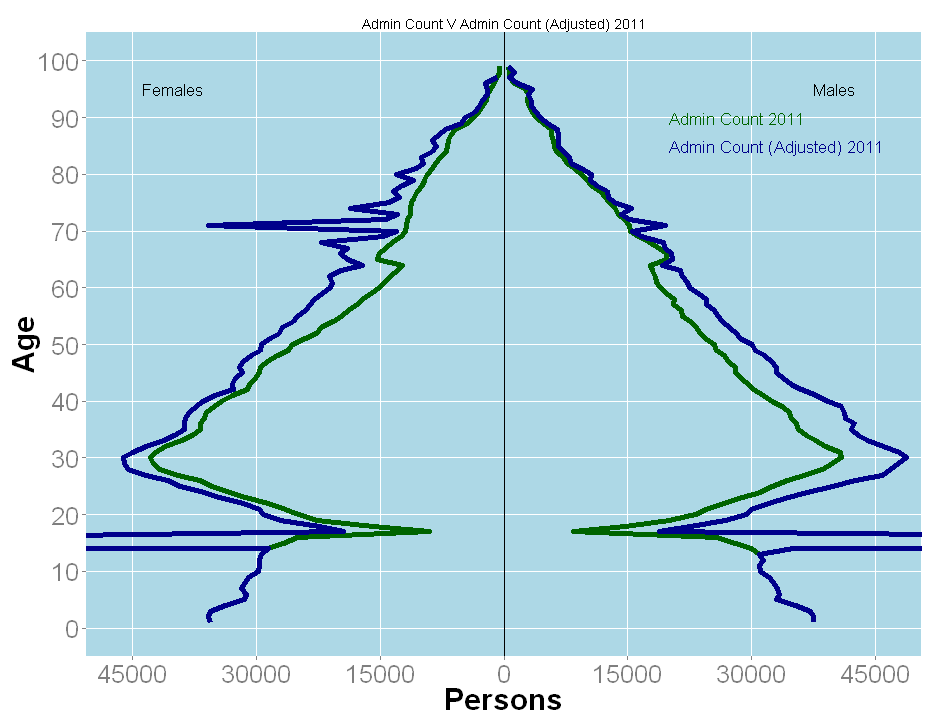 Admin Count V Admin Count (Adjusted) 2011
100
Females
Males
90
Admin Count 2011
Admin Count (Adjusted) 2011
80
70
60
50
40
30
20
10
0
Age
45000 30000 15000 0 15000 30000 45000
Persons